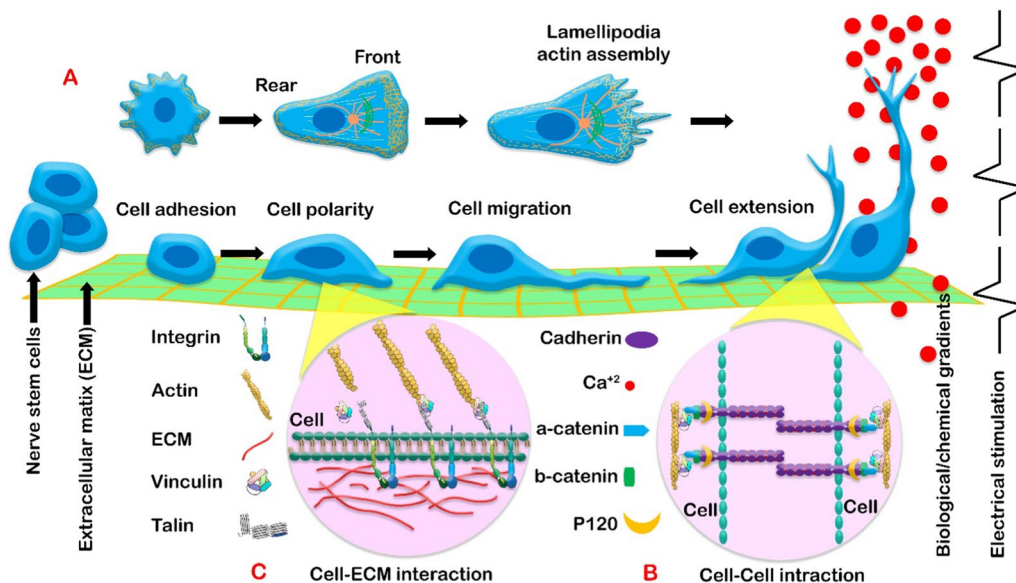 A
Rear
Front
Lamellipodia
actin assembly
Cell adhesion
Cell polarity
Cell migration
Cell extension
Nerve stem cells
Extracellular matix (ECM)
Integrin
Actin
ECM
Vinculin
Talin
Cell
C
Cell-ECM interaction
Cadherin
Ca+2
a-catenin
b-catenin
P120
Cell
Cell
B
Cell-Cell intraction
Biological/chemical gradients
Electrical stimulation